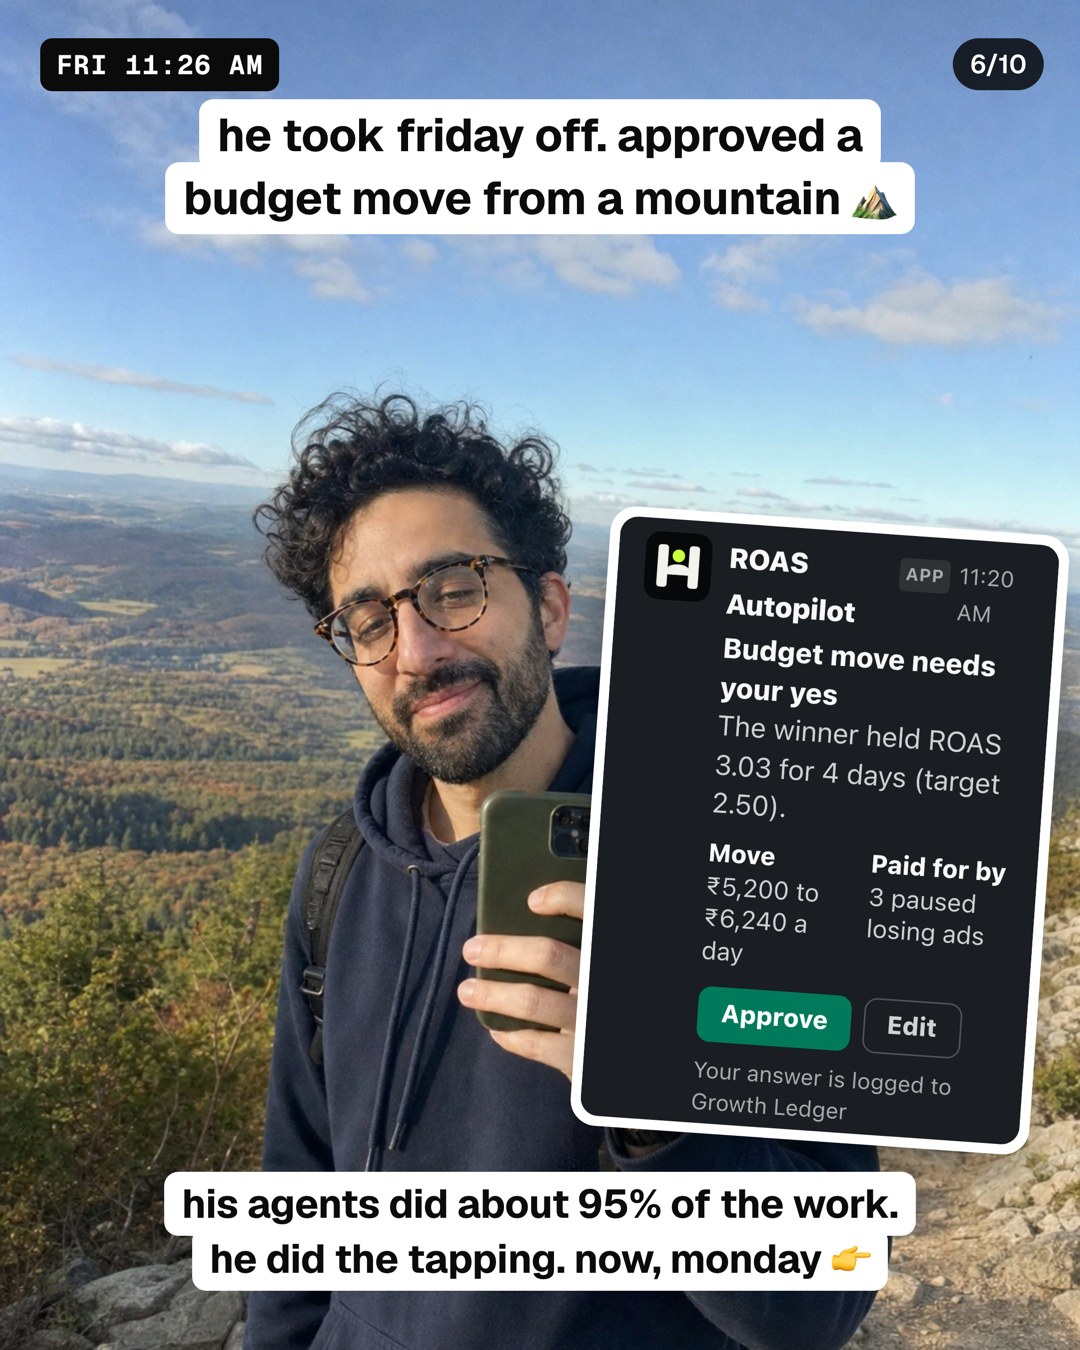 FRI 11:26 AM
6/10
he took friday off. approved a
budget move from a mountain ⛰️
ROAS
Autopilot
APP 11:20
AM
Budget move needs
your yes
The winner held ROAS
3.03 for 4 days (target
2.50).
Move
₹5,200 to
₹6,240 a
day
Paid for by
3 paused
losing ads
Approve
Edit
Your answer is logged to
Growth Ledger
his agents did about 95% of the work.
he did the tapping. now, monday 👉